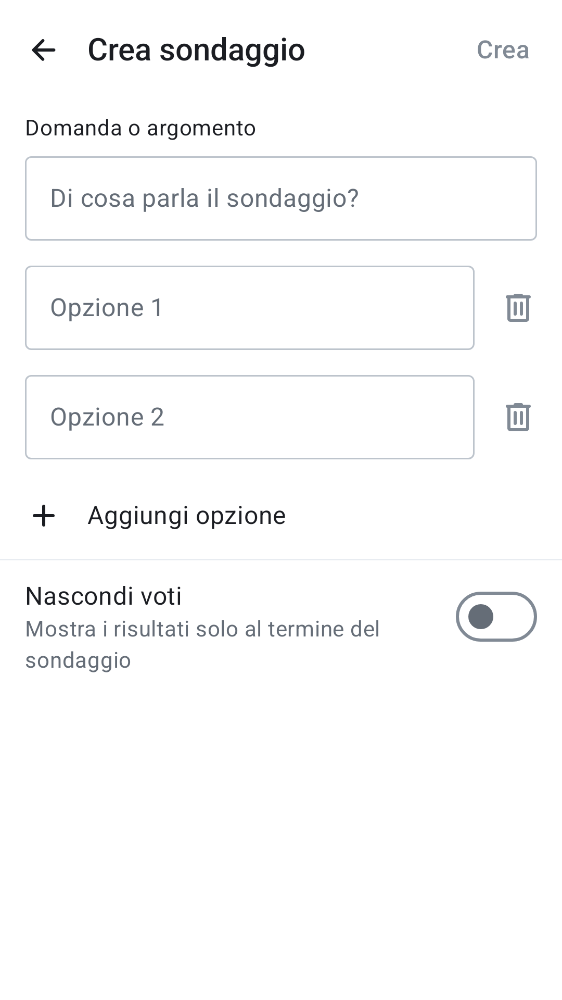 Crea sondaggio
Crea
Domanda o argomento
Di cosa parla il sondaggio?
Opzione 1
Opzione 2
Aggiungi opzione
Nascondi voti
Mostra i risultati solo al termine del
sondaggio